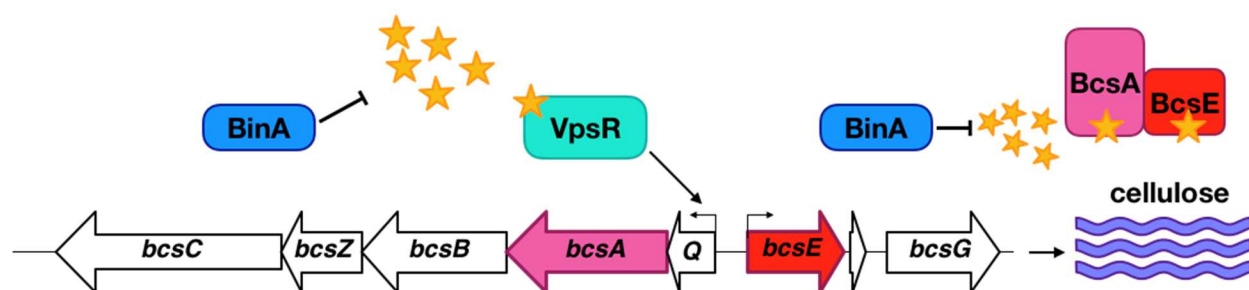 BinA
VpsR
BinA
BcsA
BcsE
cellulose
bcsC
bcsZ
bcsB
bcsA
Q
bcsE
bcsG